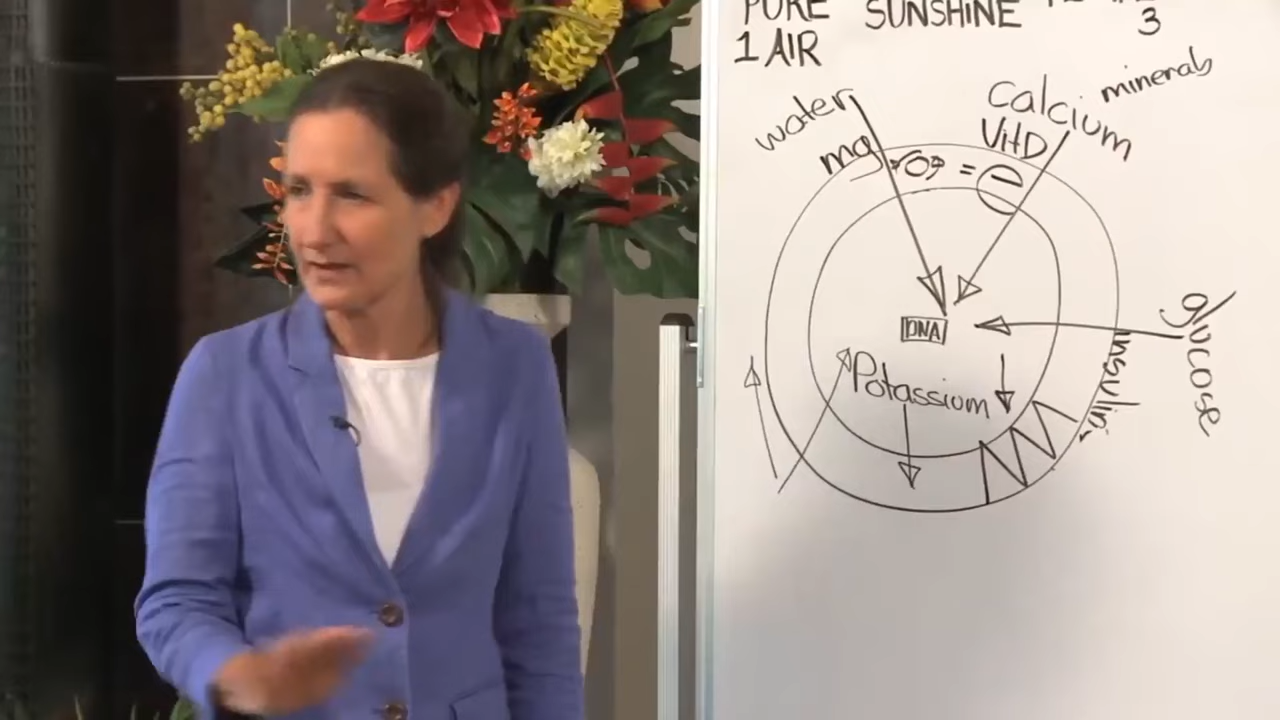 PURE SUNSHINE
3
1 AIR
water
Calcium minerals
VitD
mg
= e
DNA
glucose
insulin
Potassium